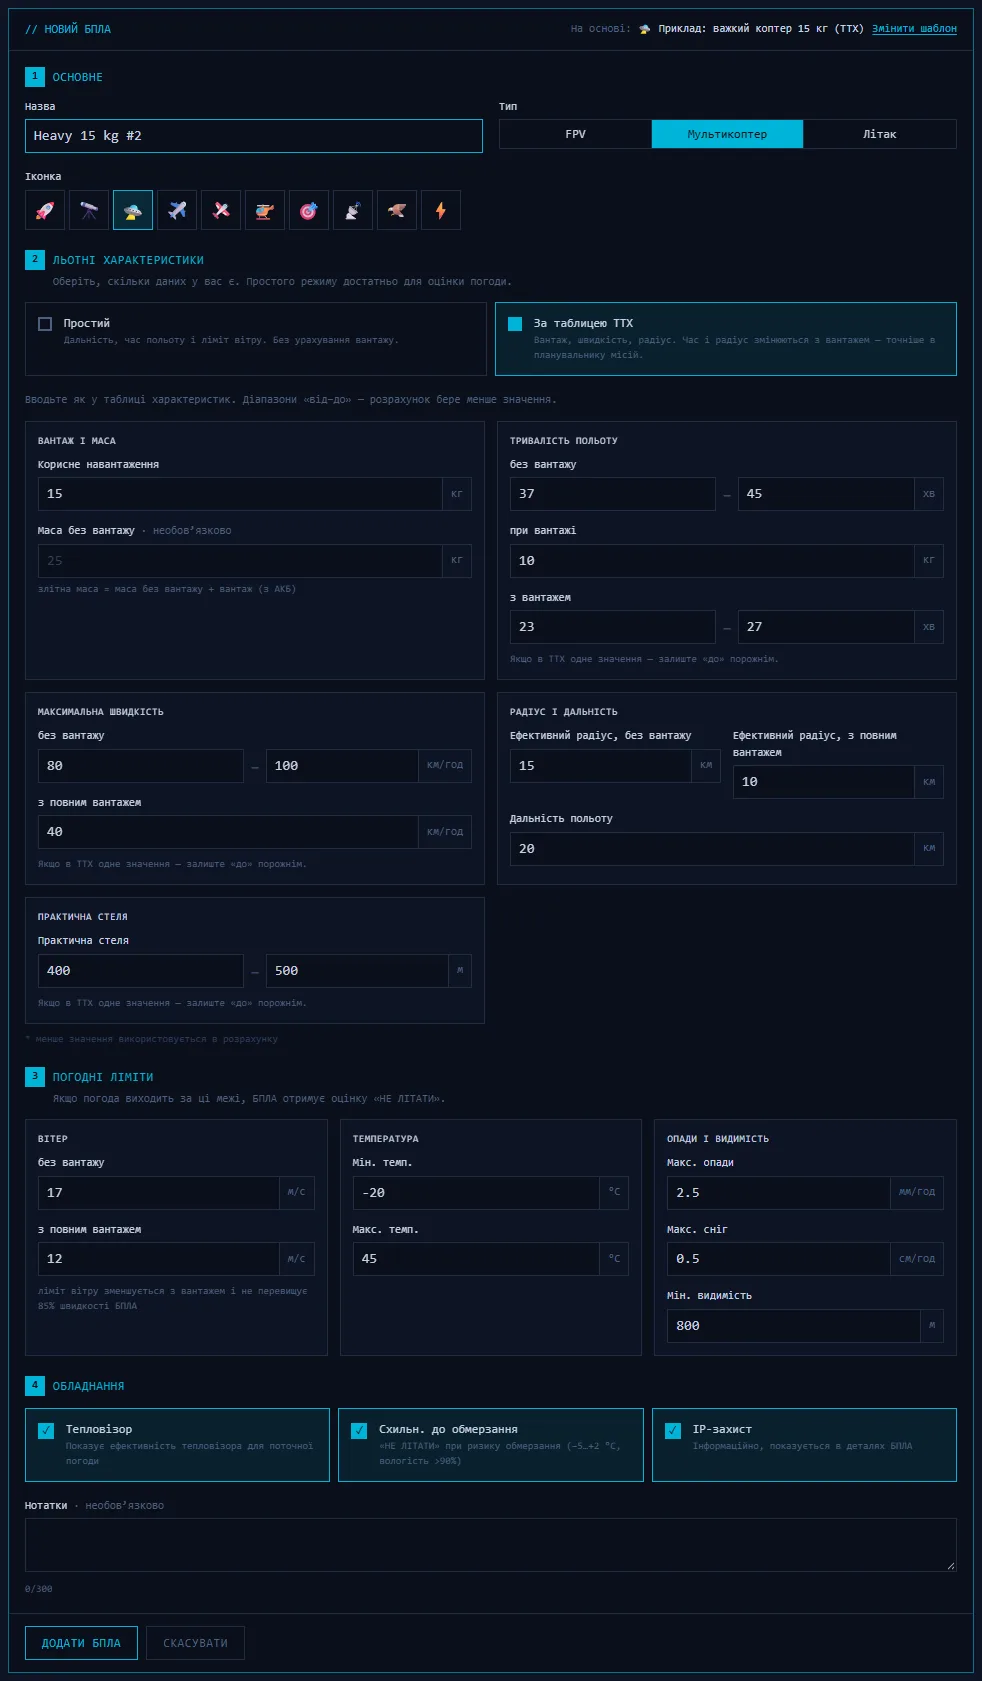 // НОВИЙ БПЛА
На основі: 🛸 Приклад: важкий коптер 15 кг (ТТХ) Змінити шаблон
1 ОСНОВНЕ
Назва
Тип
Heavy 15 kg #2
FPV Мультикоптер Літак
Іконка
2 ЛЬОТНІ ХАРАКТЕРИСТИКИ
Оберіть, скільки даних у вас є. Простого режиму достатньо для оцінки погоди.
Простий
Дальність, час польоту і ліміт вітру. Без урахування вантажу.
За таблицею ТТХ
Вантаж, швидкість, радіус. Час і радіус змінюються з вантажем — точніше в
планувальнику місій.
Вводьте як у таблиці характеристик. Діапазони «від–до» — розрахунок бере менше значення.
ВАНТАЖ І МАСА
Корисне навантаження
15 кг
Маса без вантажу · необов'язково
25 кг
злітна маса = маса без вантажу + вантаж (з АКБ)
ТРИВАЛІСТЬ ПОЛЬОТУ
без вантажу
37 — 45 хв
при вантажі
10 кг
з вантажем
23 — 27 хв
Якщо в ТТХ одне значення — залиште «до» порожнім.
МАКСИМАЛЬНА ШВИДКІСТЬ
без вантажу
80 — 100 км/год
з повним вантажем
40 км/год
Якщо в ТТХ одне значення — залиште «до» порожнім.
РАДІУС І ДАЛЬНІСТЬ
Ефективний радіус, без вантажу
15 км
Ефективний радіус, з повним
вантажем
10 км
Дальність польоту
20 км
ПРАКТИЧНА СТЕЛЯ
Практична стеля
400 — 500 м
Якщо в ТТХ одне значення — залиште «до» порожнім.
* менше значення використовується в розрахунку
3 ПОГОДНІ ЛІМІТИ
Якщо погода виходить за ці межі, БПЛА отримує оцінку «НЕ ЛІТАТИ».
ВІТЕР
без вантажу
17 м/с
з повним вантажем
12 м/с
ліміт вітру зменшується з вантажем і не перевищує
85% швидкості БПЛА
ТЕМПЕРАТУРА
Мін. темп.
-20 °C
Макс. темп.
45 °C
ОПАДИ І ВИДИМІСТЬ
Макс. опади
2.5 мм/год
Макс. сніг
0.5 см/год
Мін. видимість
800 м
4 ОБЛАДНАННЯ
Тепловізор
Показує ефективність тепловізора для поточної
погоди
Схильн. до обмерзання
«НЕ ЛІТАТИ» при ризику обмерзання (−5…+2 °C,
вологість >90%)
IP-захист
Інформаційно, показується в деталях БПЛА
Нотатки · необов'язково
0/300
ДОДАТИ БПЛА СКАСУВАТИ